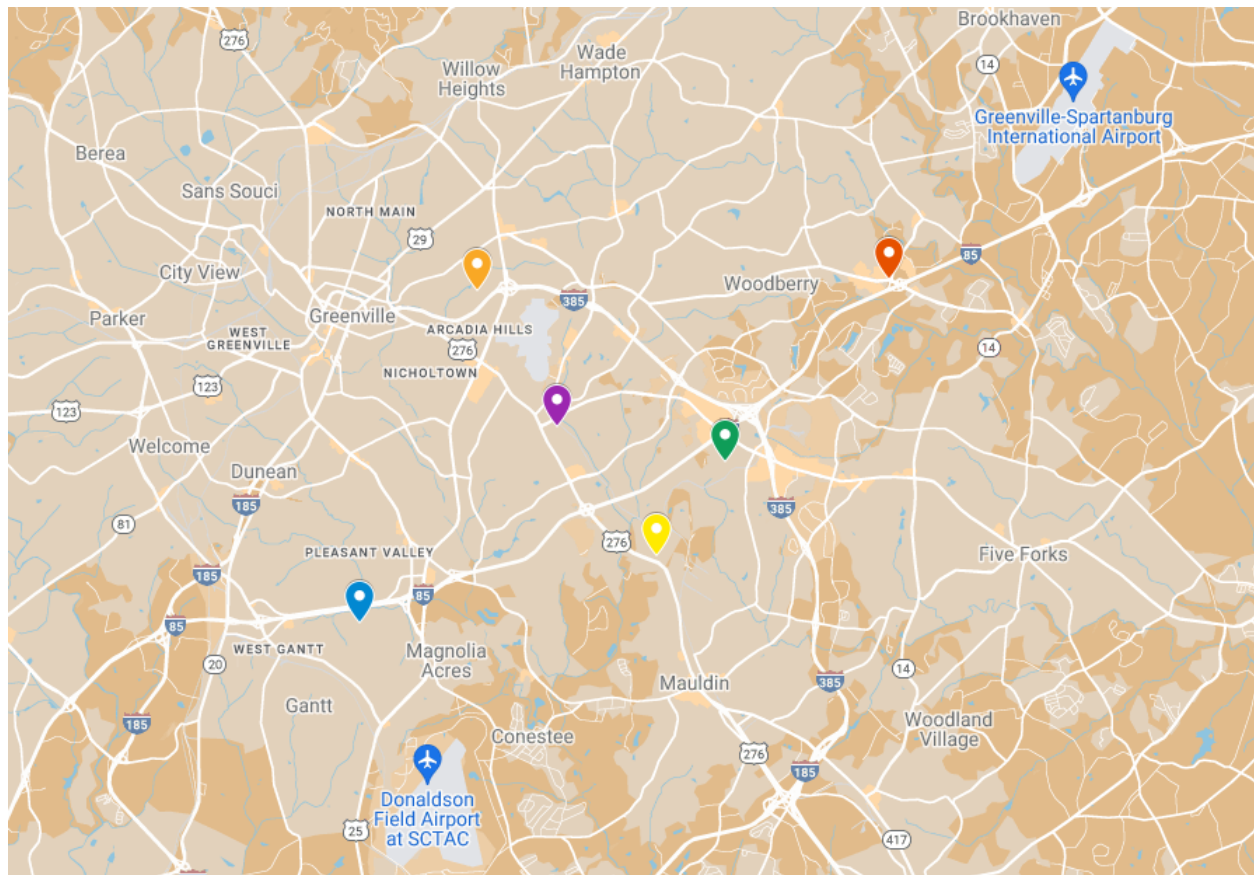 Brookhaven
276
Wade
Hampton
14
Willow
Heights
Greenville-Spartanburg
International Airport
Berea
Sans Souci
NORTH MAIN
29
85
City View
Woodberry
385
Parker
Greenville
WEST
GREENVILLE
ARCADIA HILLS
276
14
NICHOLTOWN
123
123
Welcome
Dunean
185
385
81
276
PLEASANT VALLEY
Five Forks
185
85
85
WEST GANTT
Magnolia
Acres
20
14
Mauldin
385
Gantt
185
Woodland
Village
Conestee
276
185
Donaldson
Field Airport
at SCTAC
25
417